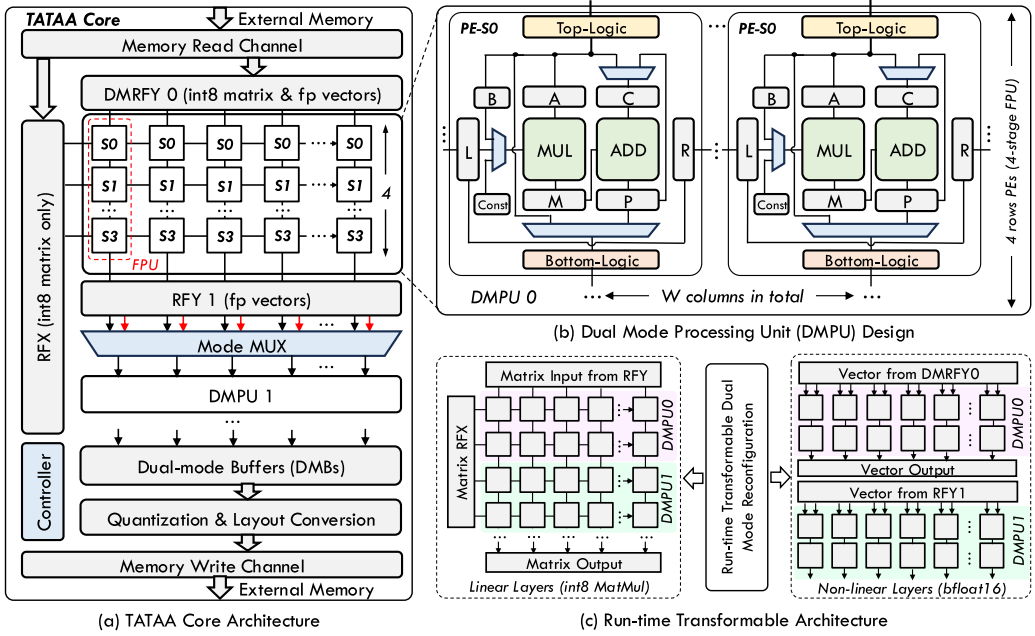 TATAA Core
External Memory
Memory Read Channel
DMRFY 0 (int8 matrix & fp vectors)
RFX (int8 matrix only)
S0 S0 S0 S0 S0
S1 S1 S1 S1 S1
... ... ... ...
S3 S3 S3 S3 S3
4
FPU
RFY 1 (fp vectors)
...
Mode MUX
...
DMPU 1
...
Controller
Dual-mode Buffers (DMBs)
Quantization & Layout Conversion
Memory Write Channel
External Memory
(a) TATAA Core Architecture
PE-S0
Top-Logic
B
A
C
L
MUL
ADD
R
Const
M
P
Bottom-Logic
...
PE-S0
Top-Logic
B
A
C
L
MUL
ADD
R
Const
M
P
Bottom-Logic
4 rows PEs (4-stage FPU)
DMPU 0
... W columns in total ...
(b) Dual Mode Processing Unit (DMPU) Design
Matrix Input from RFY
Matrix RFX
DMPU0
DMPU1
Matrix Output
Linear Layers (int8 MatMul)
Run-time Transformable Dual
Mode Reconfiguration
Vector from DMRFY0
DMPU0
Vector Output
Vector from RFY1
DMPU1
Non-linear Layers (bfloat16)
(c) Run-time Transformable Architecture